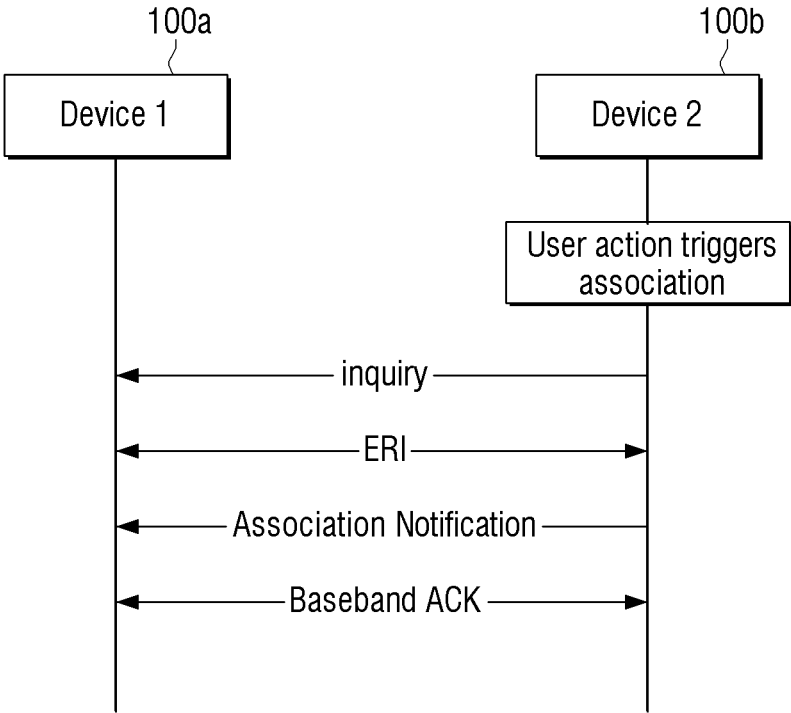 100a
100b
Device 1
Device 2
User action triggers
association
inquiry
ERI
Association Notification
Baseband ACK